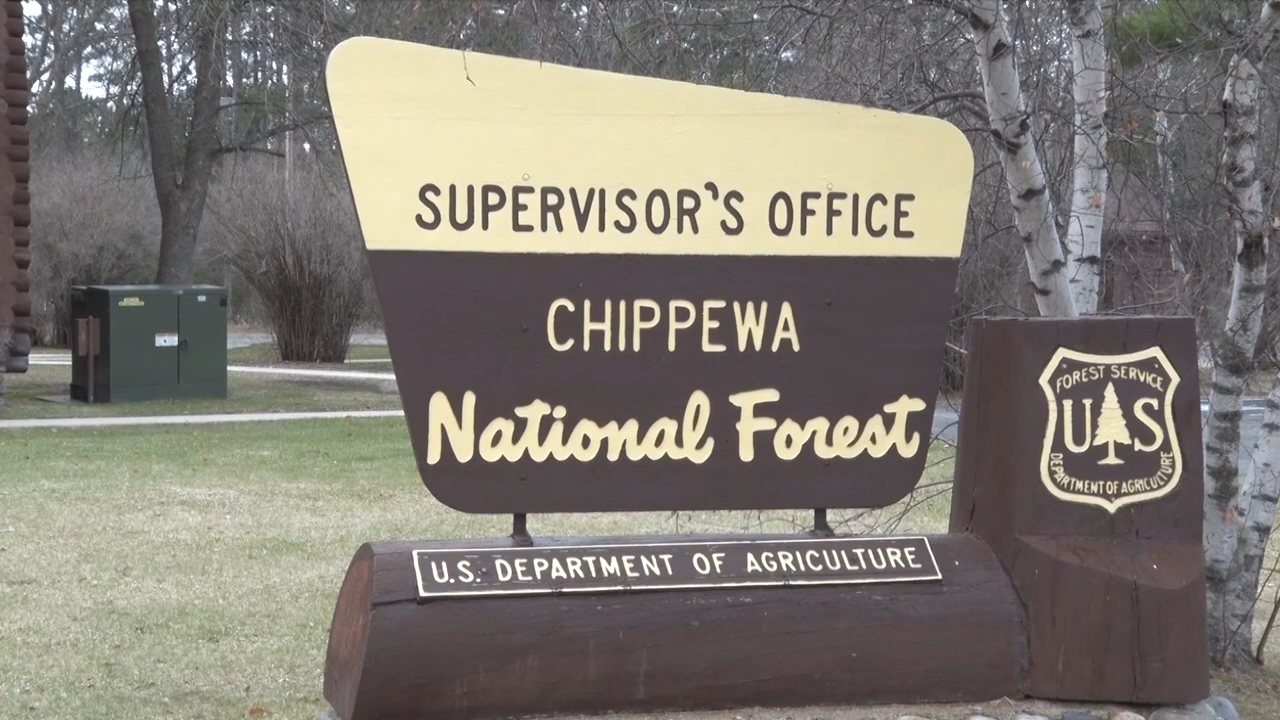 SUPERVISOR'S OFFICE
CHIPPEWA
National Forest
U.S. DEPARTMENT OF AGRICULTURE
FOREST SERVICE
U S
DEPARTMENT OF AGRICULTURE